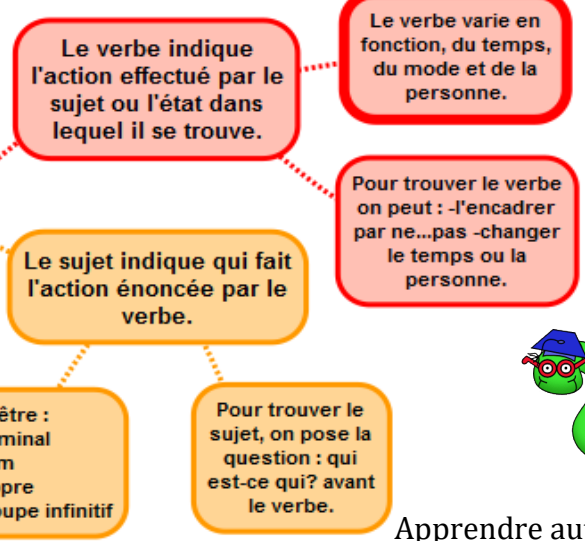 Le verbe indique
l'action effectué par le
sujet ou l'état dans
lequel il se trouve.
Le verbe varie en
fonction, du temps,
du mode et de la
personne.
Pour trouver le verbe
on peut : -l'encadrer
par ne...pas -changer
le temps ou la
personne.
Le sujet indique qui fait
l'action énoncée par le
verbe.
être :
minal
m
pre
upe infinitif
Pour trouver le
sujet, on pose la
question : qui
est-ce qui? avant
le verbe.
Apprendre au